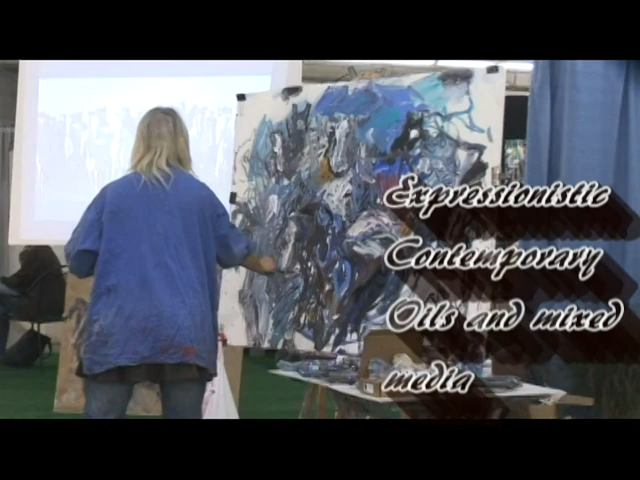 Expressionistic
Contemporary
Oils and mixed
media